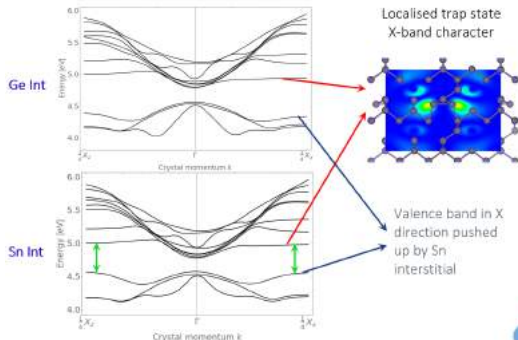 Ge Int
Energy [eV]
6.0
5.5
5.0
4.5
4.0
Γ
Crystal momentum k
Sn Int
Energy [eV]
6.0
5.5
5.0
4.5
4.0
Γ
Crystal momentum k
Localised trap state
X-band character
Valence band in X
direction pushed
up by Sn
interstitial